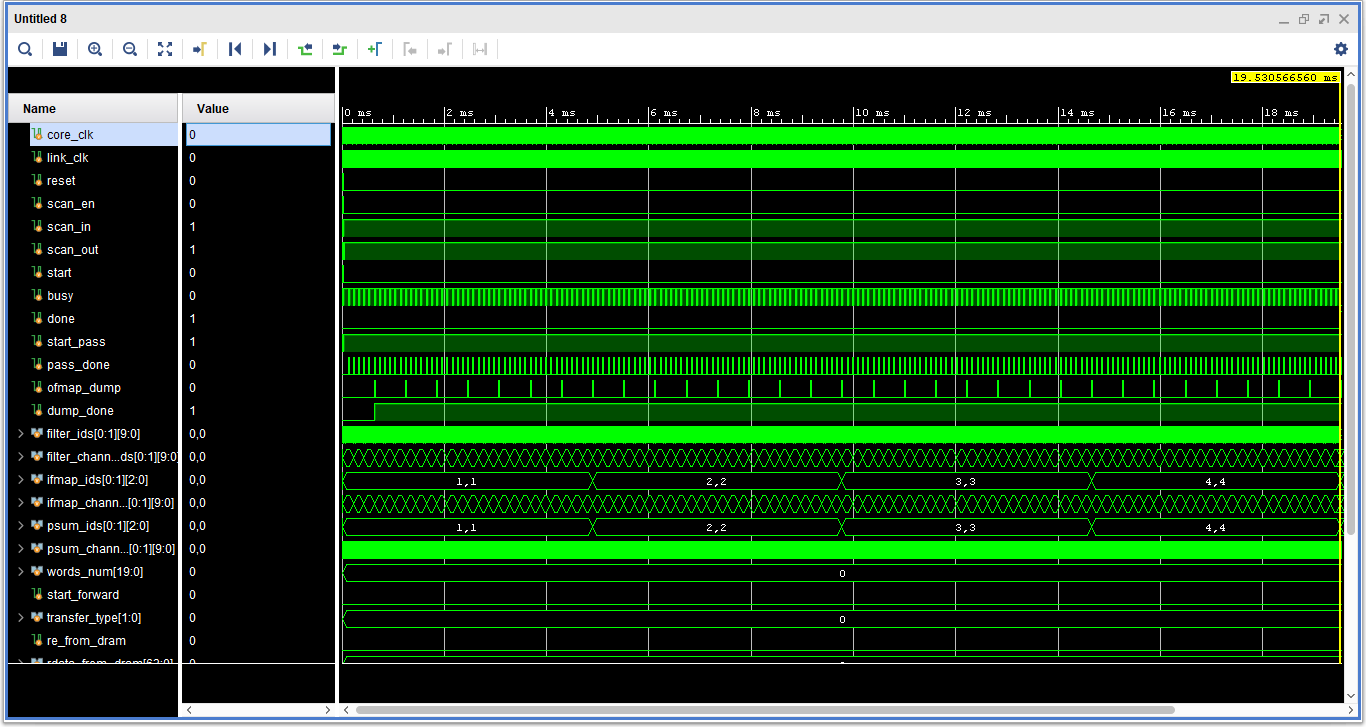 Untitled 8
19.530566560 ms
Name Value
0 ms 2 ms 4 ms 6 ms 8 ms 10 ms 12 ms 14 ms 16 ms 18 ms
core_clk 0
link_clk 0
reset 0
scan_en 0
scan_in 1
scan_out 1
start 0
busy 0
done 1
start_pass 1
pass_done 0
ofmap_dump 0
dump_done 1
filter_ids[0:1][9:0] 0,0
filter_chann...ds[0:1][9:0] 0,0
ifmap_ids[0:1][2:0] 0,0 1,1 2,2 3,3 4,4
ifmap_chann...[0:1][9:0] 0,0
psum_ids[0:1][2:0] 0,0 1,1 2,2 3,3 4,4
psum_chann...[0:1][9:0] 0,0
words_num[19:0] 0 0
start_forward 0
transfer_type[1:0] 0 0
re_from_dram 0